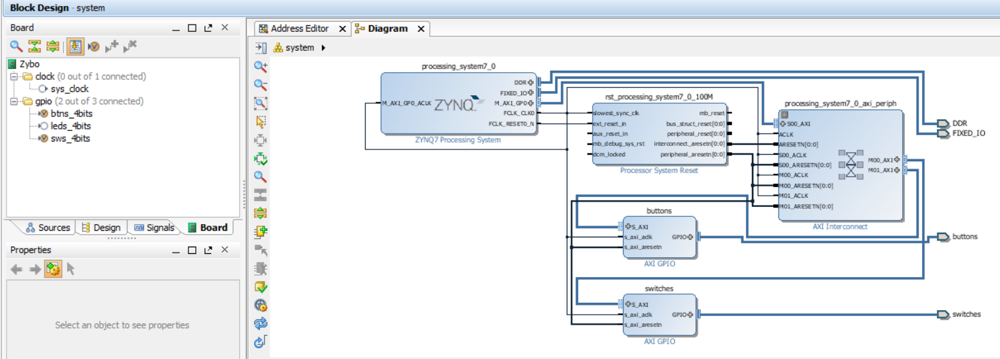 Block Design - system
Board
Zybo
clock (0 out of 1 connected)
sys_clock
gpio (2 out of 3 connected)
btns_4bits
leds_4bits
sws_4bits
Sources
Design
Signals
Board
Properties
Select an object to see properties
Address Editor
Diagram
system
processing_system7_0
M_AXI_GP0_ACLK
ZYNQ
DDR
FIXED_IO
M_AXI_GP0
FCLK_CLK0
FCLK_RESET0_N
ZYNQ7 Processing System
rst_processing_system7_0_100M
slowest_sync_clk
ext_reset_in
aux_reset_in
mb_debug_sys_rst
dcm_locked
mb_reset
bus_struct_reset[0:0]
peripheral_reset[0:0]
interconnect_aresetn[0:0]
peripheral_aresetn[0:0]
Processor System Reset
processing_system7_0_axi_periph
S00_AXI
ACLK
ARESETN[0:0]
S00_ACLK
S00_ARESETN[0:0]
M00_ACLK
M00_ARESETN[0:0]
M01_ACLK
M01_ARESETN[0:0]
M00_AXI
M01_AXI
AXI Interconnect
DDR
FIXED_IO
buttons
S_AXI
s_axi_aclk
s_axi_aresetn
GPIO
AXI GPIO
buttons
switches
S_AXI
s_axi_aclk
s_axi_aresetn
GPIO
AXI GPIO
switches